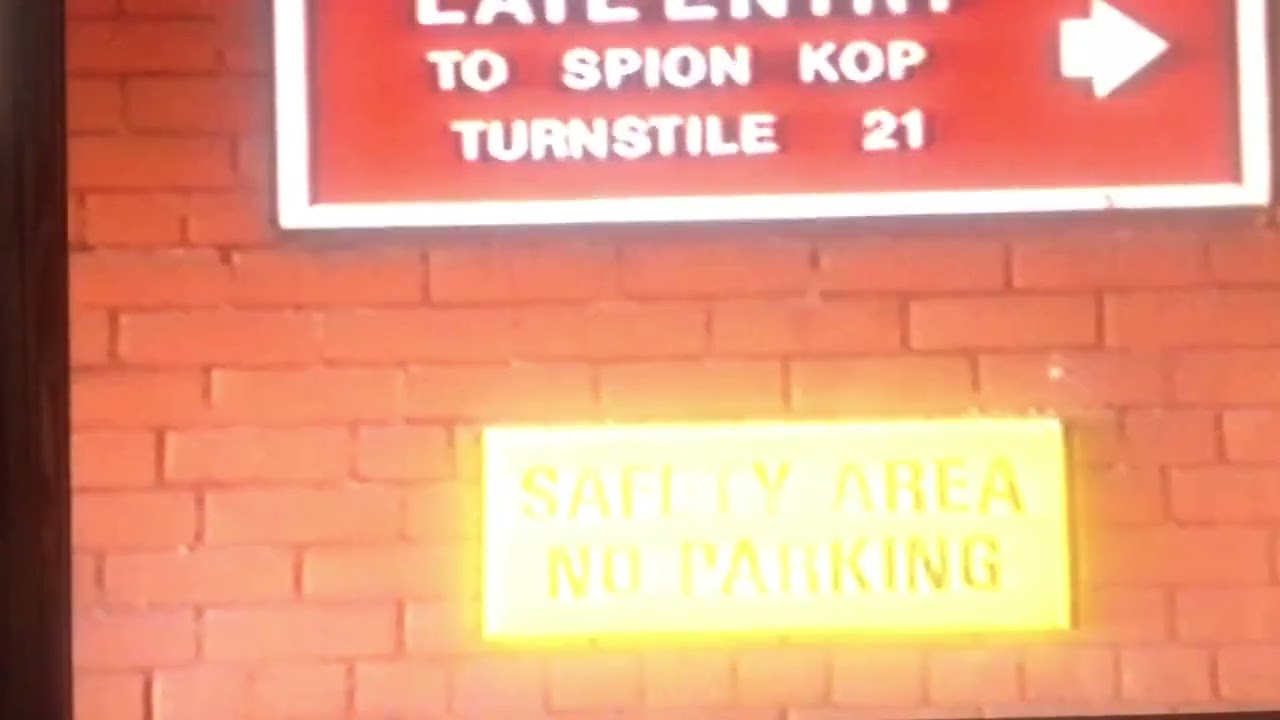 LATE ENTRY
TO SPION KOP
TURNSTILE 21
SAFETY AREA
NO PARKING